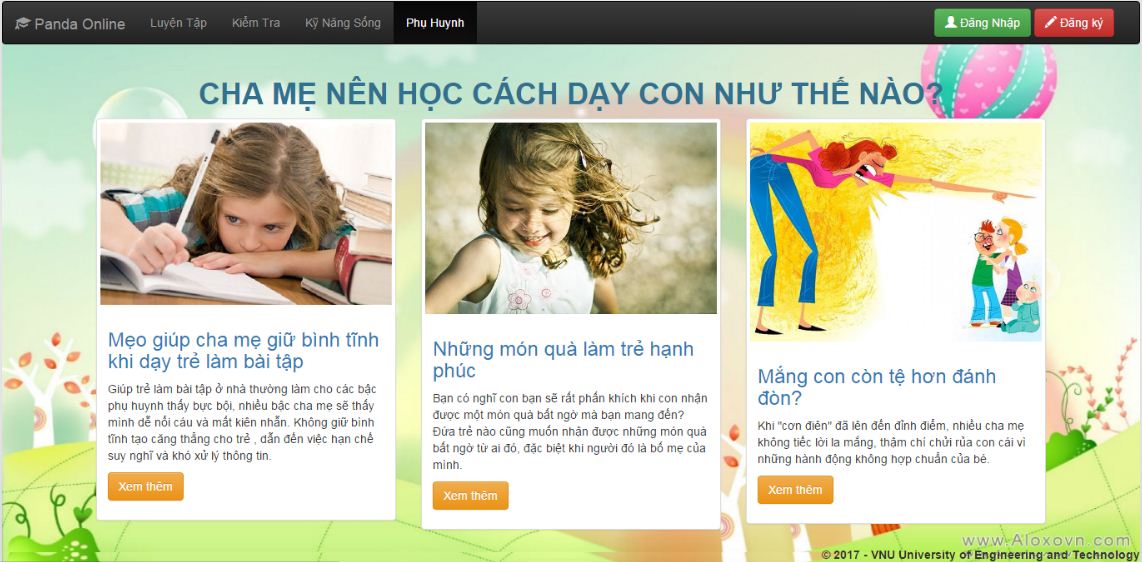 Panda Online Luyện Tập Kiểm Tra Kỹ Năng Sống Phụ Huynh Đăng Nhập Đăng ký
CHA MẸ NÊN HỌC CÁCH DẠY CON NHƯ THẾ NÀO?
Mẹo giúp cha mẹ giữ bình tĩnh
khi dạy trẻ làm bài tập
Giúp trẻ làm bài tập ở nhà thường làm cho các bậc
phụ huynh thấy bực bội, nhiều bậc cha mẹ sẽ thấy
mình dễ nổi cáu và mất kiên nhẫn. Không giữ bình
tĩnh tạo căng thẳng cho trẻ , dẫn đến việc hạn chế
suy nghĩ và khó xử lý thông tin.
Xem thêm
Những món quà làm trẻ hạnh
phúc
Bạn có nghĩ con bạn sẽ rất phấn khích khi con nhận
được một món quà bất ngờ mà bạn mang đến?
Đứa trẻ nào cũng muốn nhận được những món quà
bất ngờ từ ai đó, đặc biệt khi người đó là bố mẹ của
mình.
Xem thêm
Mắng con còn tệ hơn đánh
đòn?
Khi "cơn điên" đã lên đến đỉnh điểm, nhiều cha mẹ
không tiếc lời la mắng, thậm chí chửi rủa con cái vì
những hành động không hợp chuẩn của bé.
Xem thêm
www.Aloxovn.com
© 2017 - VNU University of Engineering and Technology